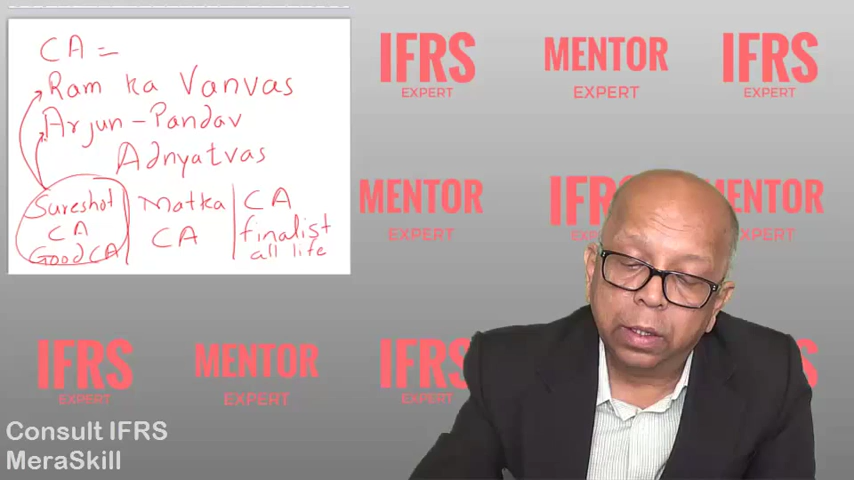 CA =
Ram ka Vanvas
Arjun - Pandav
Adnyatvas
Sureshot
CA
Good CA
Matka
CA
CA
finalist
all life
IFRS
EXPERT
MENTOR
EXPERT
IFRS
EXPERT
MENTOR
EXPERT
IFRS
MENTOR
EXPERT
IFRS
EXPERT
MENTOR
EXPERT
IFRS
EXPERT
Consult IFRS
MeraSkill